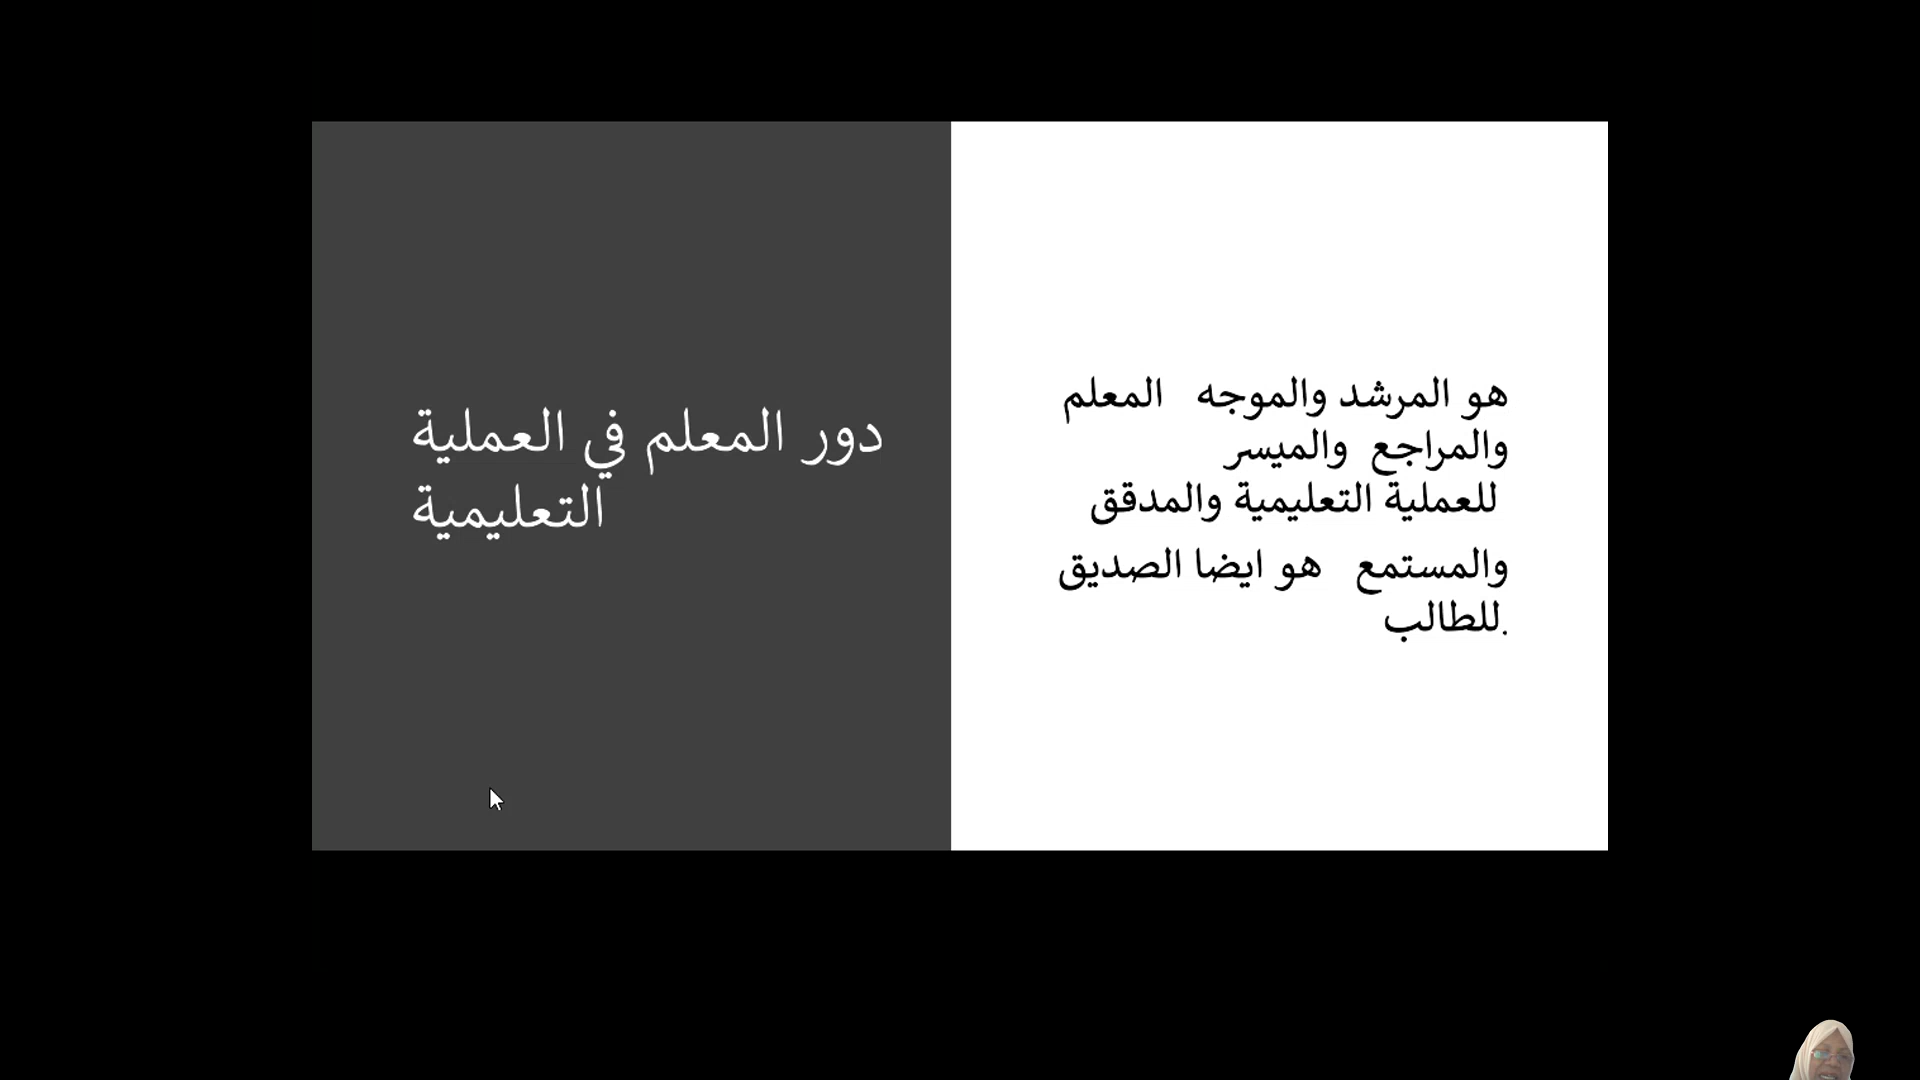 دور المعلم في العملية
التعليمية
هو المرشد والموجه المعلم
والمراجع والميسر
للعملية التعليمية والمدقق
والمستمع هو ايضا الصديق
.للطالب